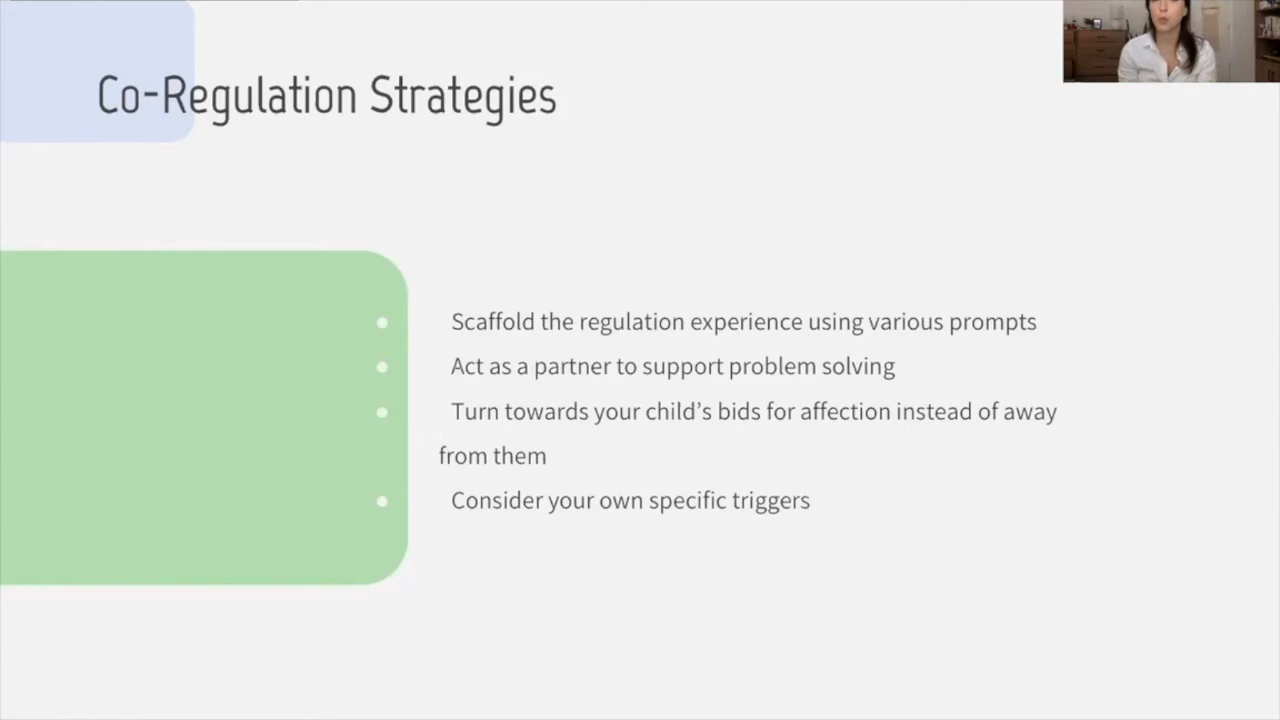 Co-Regulation Strategies
Scaffold the regulation experience using various prompts
Act as a partner to support problem solving
Turn towards your child’s bids for affection instead of away
from them
Consider your own specific triggers